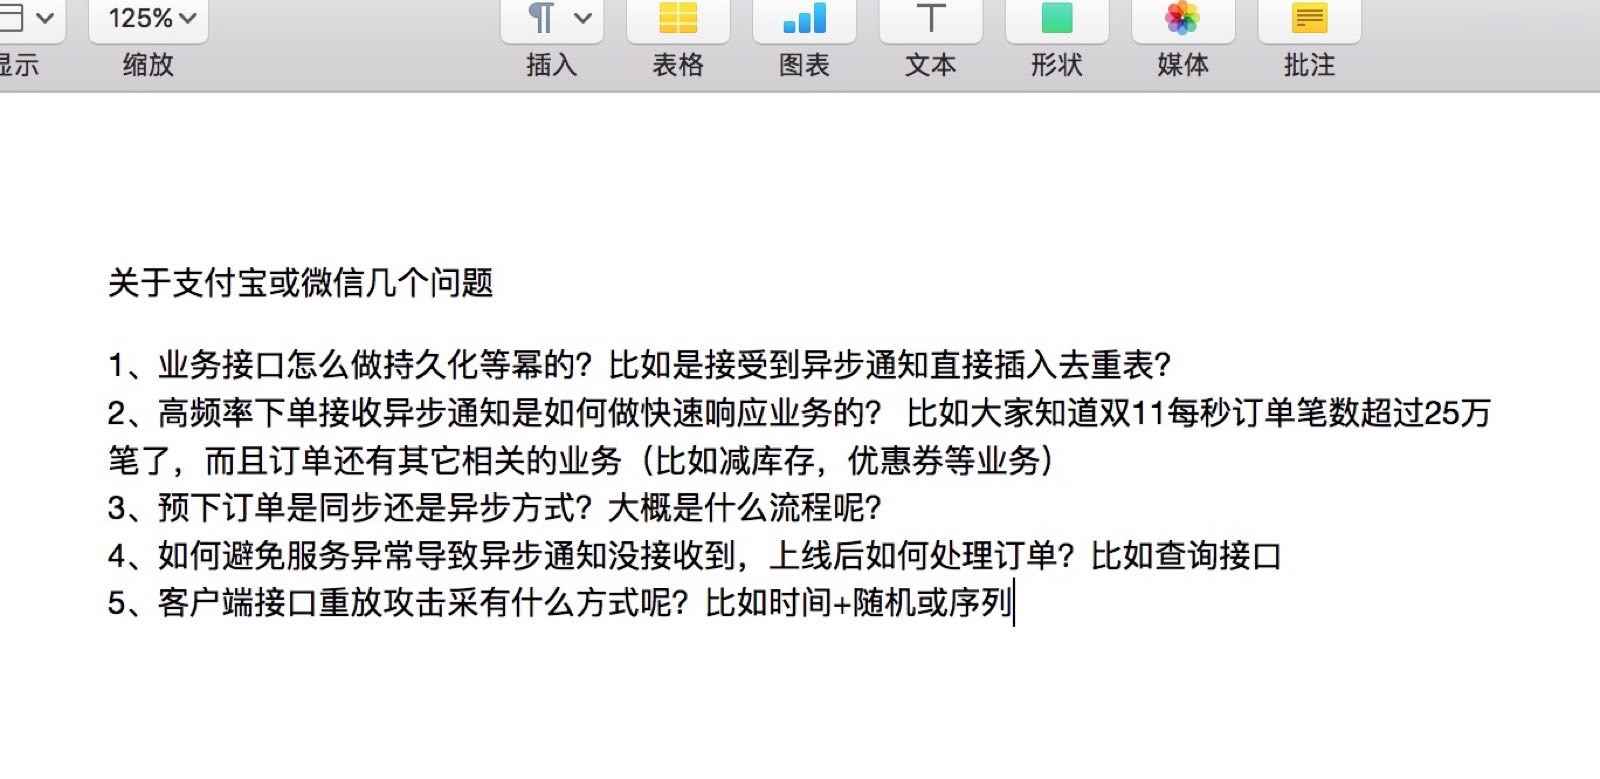 125%
显示
缩放
插入
表格
图表
文本
形状
媒体
批注
关于支付宝或微信几个问题
1、业务接口怎么做持久化等幂的？比如是接受到异步通知直接插入去重表？
2、高频率下单接收异步通知是如何做快速响应业务的？ 比如大家知道双11每秒订单笔数超过25万
笔了，而且订单还有其它相关的业务（比如减库存，优惠券等业务）
3、预下订单是同步还是异步方式？大概是什么流程呢？
4、如何避免服务异常导致异步通知没接收到，上线后如何处理订单？比如查询接口
5、客户端接口重放攻击采有什么方式呢？比如时间+随机或序列